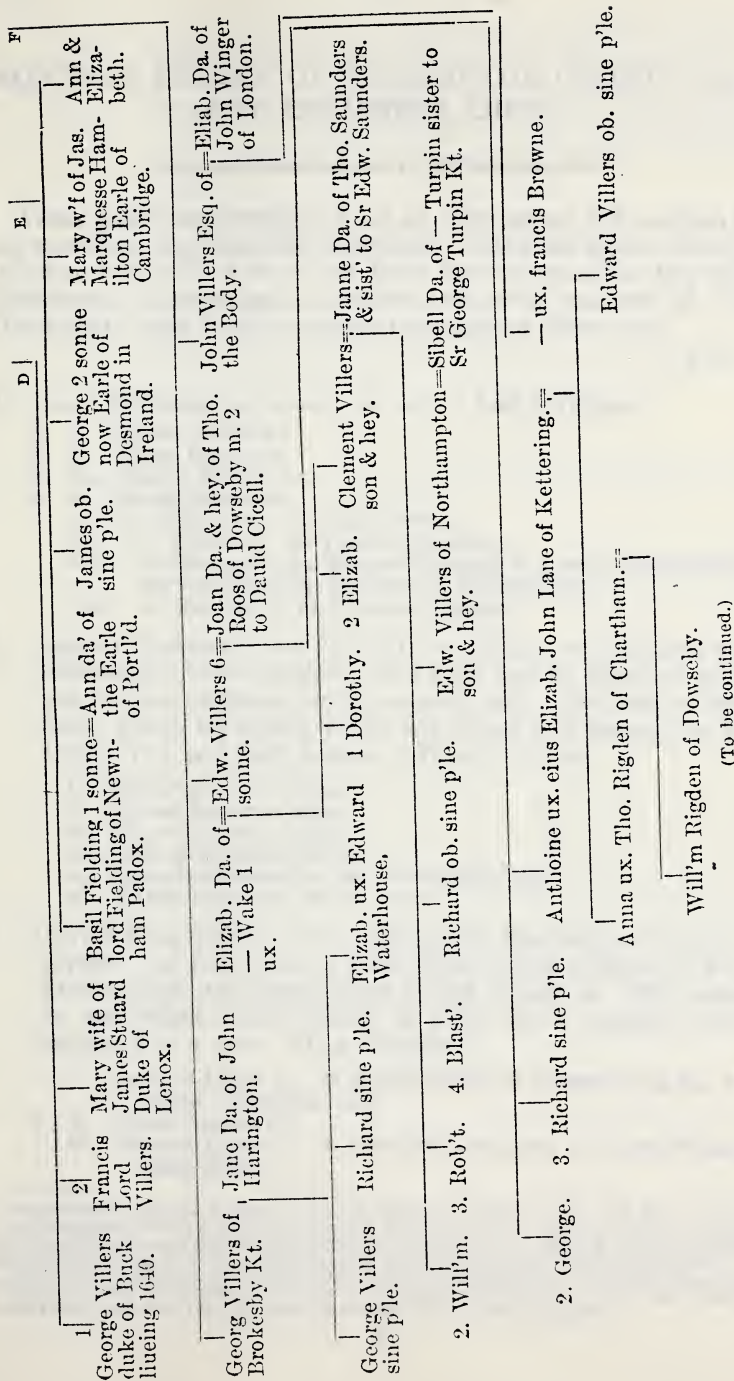 D
E
F
1
George Villers
duke of Buck
liueing 1640.
2
Francis
Lord
Villers.
Mary wife of
James Stuard
Duke of
Lenox.
Basil Fielding 1 sonne=Ann da' of
lord Fielding of Newn- the Earle
ham Padox. of Portl'd.
James ob.
sine p'le.
George 2 sonne
now Earle of
Desmond in
Ireland.
Mary w'f of Jas.
Marquesse Ham-
ilton Earle of
Cambridge.
Ann &
Eliza-
beth.
Georg Villers of
Brokesby Kt.
Jane Da. of John
Harington.
Elizab. Da. of=Edw. Villers 6=Joan Da. & hey. of Tho.
— Wake 1 sonne. Roos of Dowseby m. 2
ux. to Dauid Cicell.
John Villers Esq. of=Eliab. Da. of
the Body. John Winger
of London.
George Villers
sine p'le.
Richard sine p'le.
Elizab. ux. Edward
Waterhouse.
1 Dorothy. 2 Elizab.
Clement Villers=Janne Da. of Tho. Saunders
son & hey. & sist' to Sr Edw. Saunders.
2. Will'm. 3. Rob't. 4. Blast'. Richard ob. sine p'le.
Edw. Villers of Northampton=Sibell Da. of — Turpin sister to
son & hey. Sr George Turpin Kt.
2. George. 3. Richard sine p'le. Anthoine ux. eius Elizab. John Lane of Kettering.= — ux. francis Browne.
Anna ux. Tho. Rigden of Chartham.= Edward Villers ob. sine p'le.
Will'm Rigden of Dowseby.
(To be continued.)